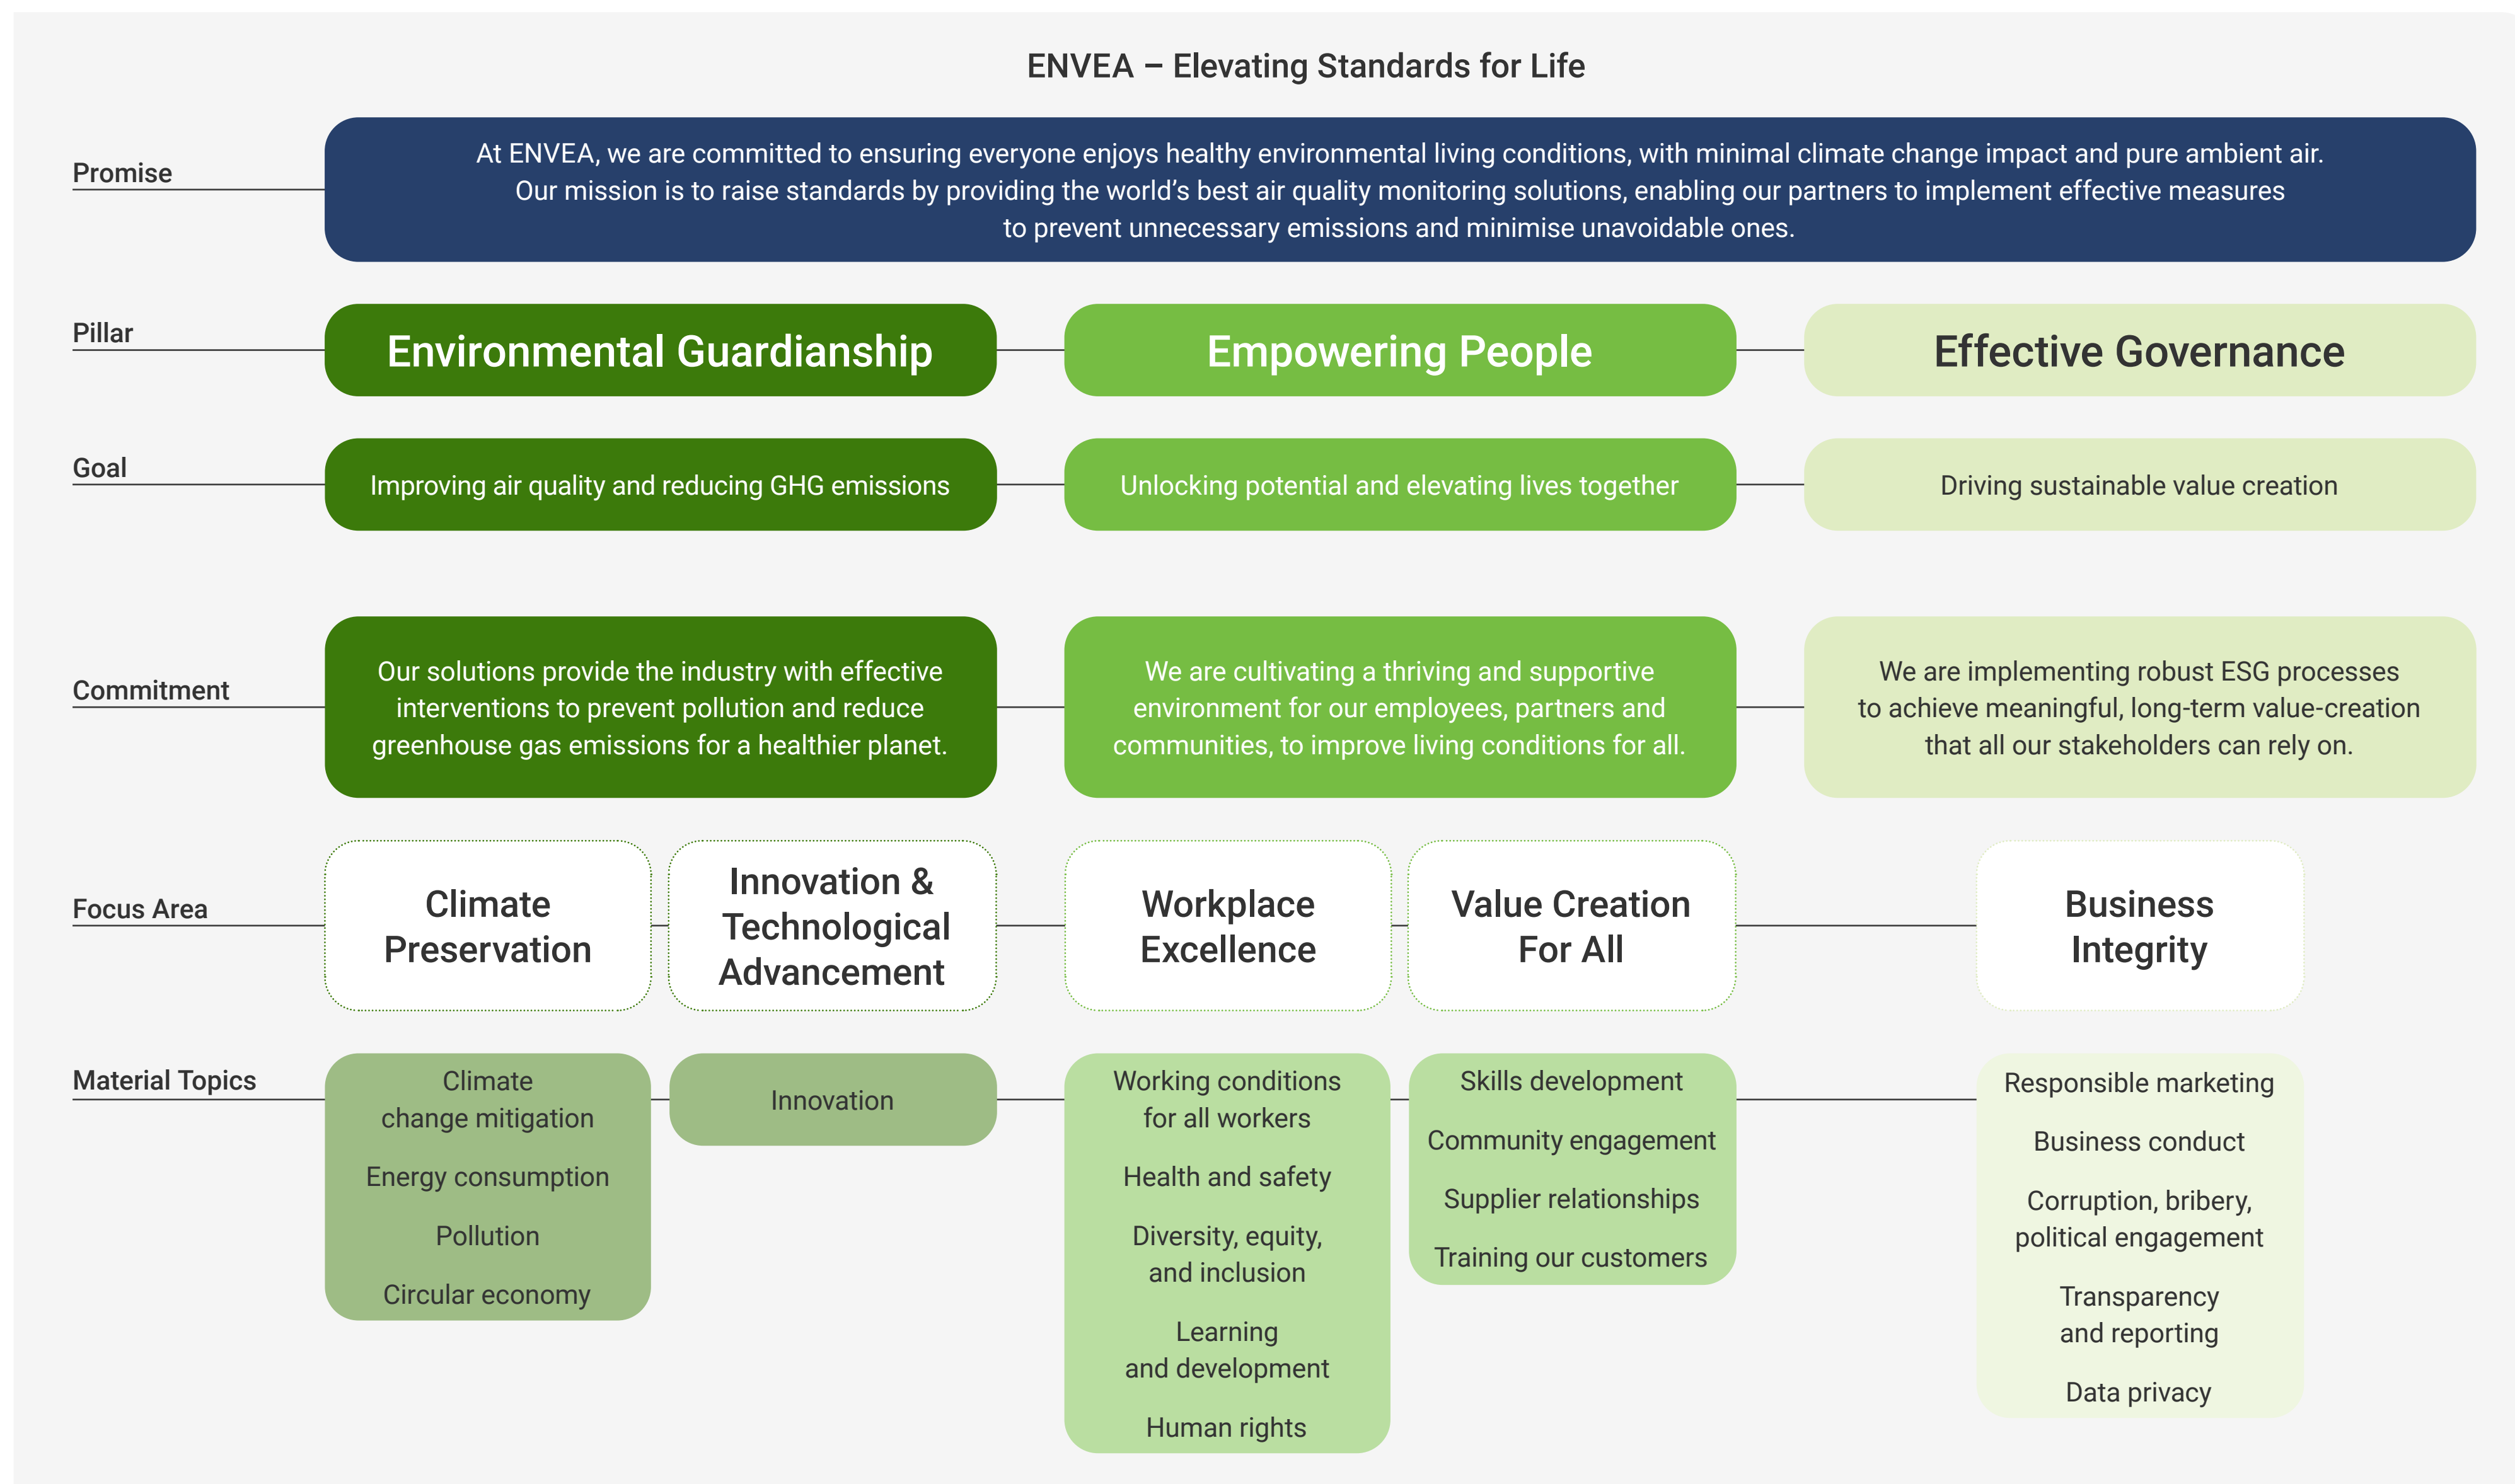 ENVEA – Elevating Standards for Life
Promise
At ENVEA, we are committed to ensuring everyone enjoys healthy environmental living conditions, with minimal climate change impact and pure ambient air.
Our mission is to raise standards by providing the world’s best air quality monitoring solutions, enabling our partners to implement effective measures
to prevent unnecessary emissions and minimise unavoidable ones.
Pillar
Environmental Guardianship
Empowering People
Effective Governance
Goal
Improving air quality and reducing GHG emissions
Unlocking potential and elevating lives together
Driving sustainable value creation
Commitment
Our solutions provide the industry with effective
interventions to prevent pollution and reduce
greenhouse gas emissions for a healthier planet.
We are cultivating a thriving and supportive
environment for our employees, partners and
communities, to improve living conditions for all.
We are implementing robust ESG processes
to achieve meaningful, long-term value-creation
that all our stakeholders can rely on.
Focus Area
Climate
Preservation
Innovation &
Technological
Advancement
Workplace
Excellence
Value Creation
For All
Business
Integrity
Material Topics
Climate
change mitigation
Energy consumption
Pollution
Circular economy
Innovation
Working conditions
for all workers
Health and safety
Diversity, equity,
and inclusion
Learning
and development
Human rights
Skills development
Community engagement
Supplier relationships
Training our customers
Responsible marketing
Business conduct
Corruption, bribery,
political engagement
Transparency
and reporting
Data privacy